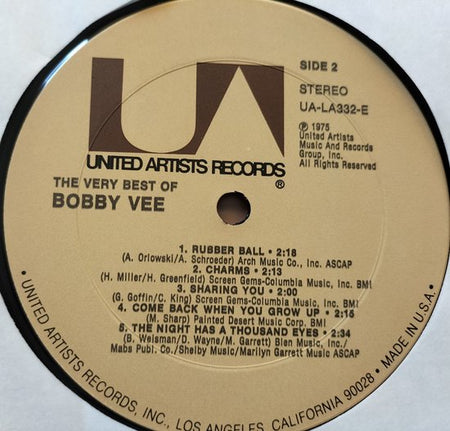 UA
UNITED ARTISTS RECORDS®
SIDE 2
STEREO
UA-LA332-E
℗ 1975
United Artists
Music And Records
Group, Inc.
All Rights Reserved
THE VERY BEST OF
BOBBY VEE
1. RUBBER BALL • 2:18
(A. Orlowski/A. Schroeder) Arch Music Co., Inc. ASCAP
2. CHARMS • 2:13
(H. Miller/H. Greenfield) Screen Gems-Columbia Music, Inc. BMI
3. SHARING YOU • 2:00
(G. Goffin/C. King) Screen Gems-Columbia Music, Inc. BMI
4. COME BACK WHEN YOU GROW UP • 2:15
(M. Sharp) Painted Desert Music Corp. BMI
5. THE NIGHT HAS A THOUSAND EYES • 2:34
(B. Weisman/D. Wayne/M. Garrett) Blen Music, Inc./
Mabs Publ. Co./Shelby Music/Marilyn Garrett Music ASCAP
• UNITED ARTISTS RECORDS, INC., LOS ANGELES, CALIFORNIA 90028 • MADE IN U.S.A. •